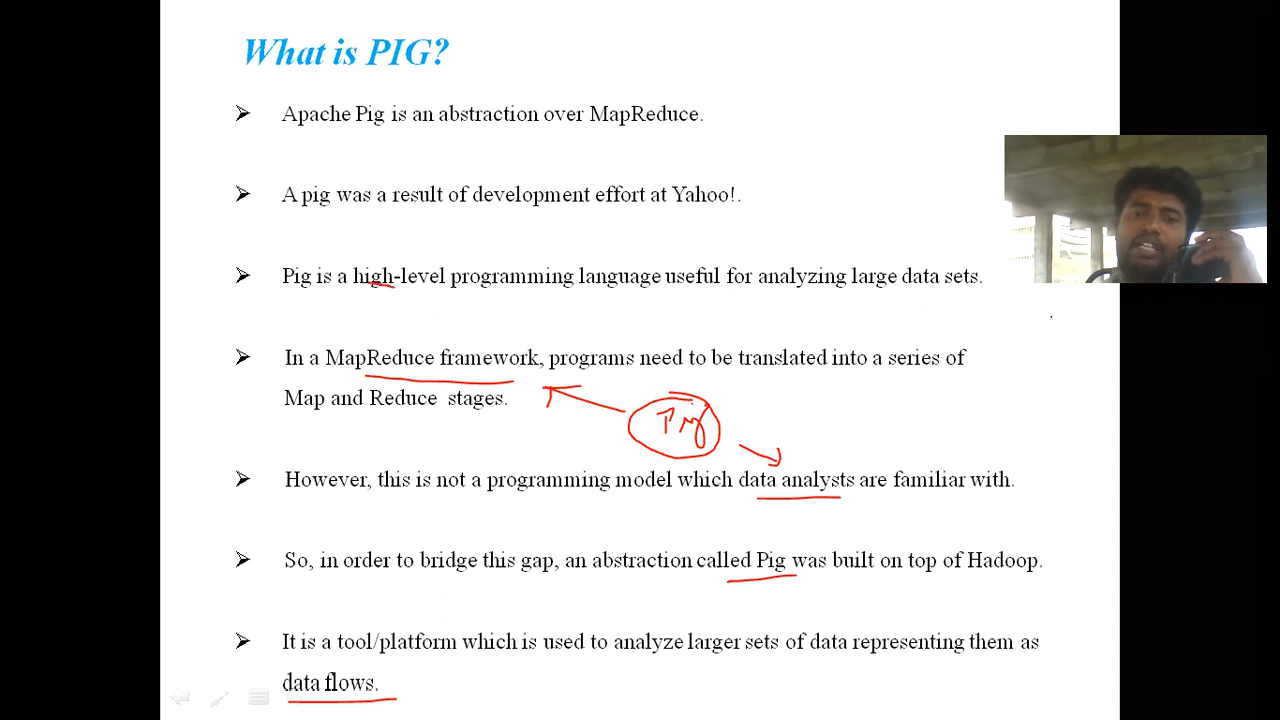 What is PIG?
Apache Pig is an abstraction over MapReduce.
A pig was a result of development effort at Yahoo!.
Pig is a high-level programming language useful for analyzing large data sets.
In a MapReduce framework, programs need to be translated into a series of
Map and Reduce stages.
Pig
However, this is not a programming model which data analysts are familiar with.
So, in order to bridge this gap, an abstraction called Pig was built on top of Hadoop.
It is a tool/platform which is used to analyze larger sets of data representing them as
data flows.